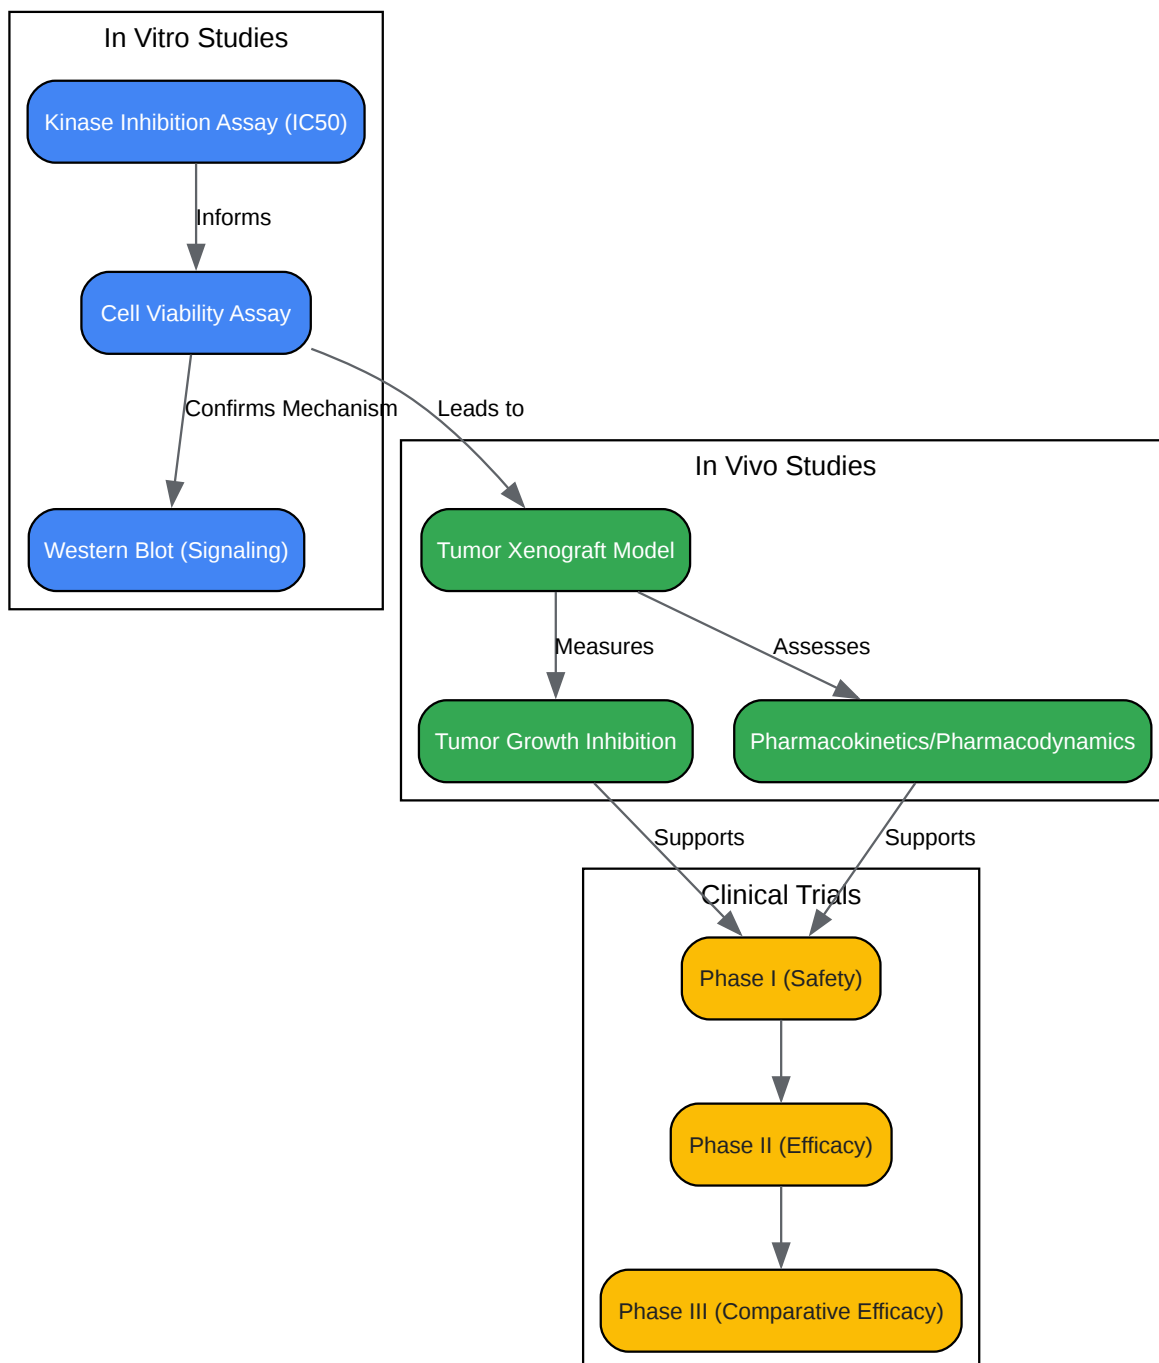 In Vitro Studies
Kinase Inhibition Assay (IC50)
Informs
Cell Viability Assay
Confirms Mechanism
Leads to
Western Blot (Signaling)
In Vivo Studies
Tumor Xenograft Model
Measures
Assesses
Tumor Growth Inhibition
Pharmacokinetics/Pharmacodynamics
Supports
Supports
Clinical Trials
Phase I (Safety)
Phase II (Efficacy)
Phase III (Comparative Efficacy)